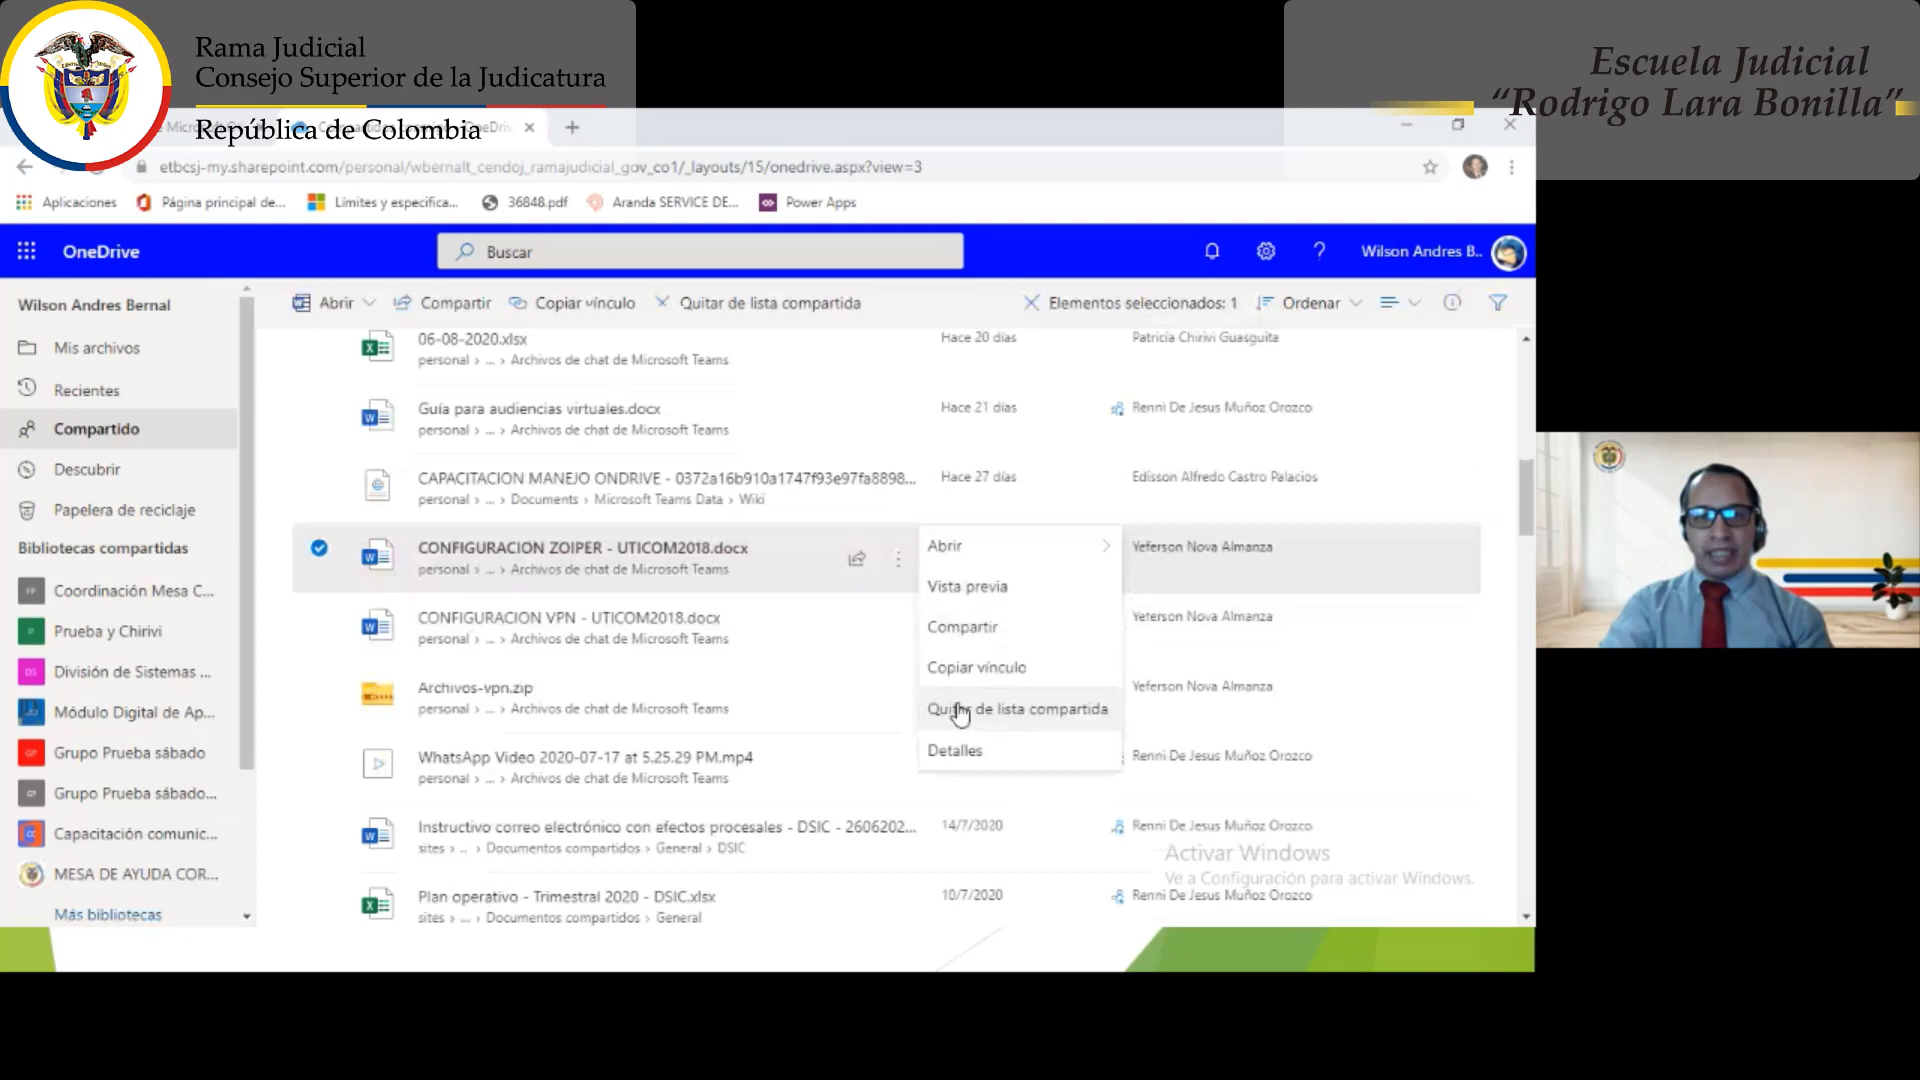 Rama Judicial
Consejo Superior de la Judicatura
República de Colombia
Escuela Judicial
“Rodrigo Lara Bonilla”
etbcsj-my.sharepoint.com/personal/wbernalt_cendoj_ramajudicial_gov_co1/_layouts/15/onedrive.aspx?view=3
Aplicaciones
Página principal de...
Límites y especifica...
36848.pdf
Aranda SERVICE DE...
Power Apps
OneDrive
Buscar
Wilson Andres B..
Wilson Andres Bernal
Mis archivos
Recientes
Compartido
Descubrir
Papelera de reciclaje
Bibliotecas compartidas
Coordinación Mesa C...
Prueba y Chirivi
División de Sistemas ...
Módulo Digital de Ap...
Grupo Prueba sábado
Grupo Prueba sábado...
Capacitación comunic...
MESA DE AYUDA COR...
Más bibliotecas
Abrir
Compartir
Copiar vínculo
Quitar de lista compartida
Elementos seleccionados: 1
Ordenar
06-08-2020.xlsx
personal > ... > Archivos de chat de Microsoft Teams
Hace 20 días
Patricia Chirivi Guasguita
Guía para audiencias virtuales.docx
personal > ... > Archivos de chat de Microsoft Teams
Hace 21 días
Renni De Jesus Muñoz Orozco
CAPACITACION MANEJO ONDRIVE - 0372a16b910a1747f93e97fa8898...
personal > ... > Documents > Microsoft Teams Data > Wiki
Hace 27 días
Edisson Alfredo Castro Palacios
CONFIGURACION ZOIPER - UTICOM2018.docx
personal > ... > Archivos de chat de Microsoft Teams
Yeferson Nova Almanza
CONFIGURACION VPN - UTICOM2018.docx
personal > ... > Archivos de chat de Microsoft Teams
Yeferson Nova Almanza
Archivos-vpn.zip
personal > ... > Archivos de chat de Microsoft Teams
Yeferson Nova Almanza
WhatsApp Video 2020-07-17 at 5.25.29 PM.mp4
personal > ... > Archivos de chat de Microsoft Teams
Renni De Jesus Muñoz Orozco
Instructivo correo electrónico con efectos procesales - DSIC - 2606202...
sites > ... > Documentos compartidos > General > DSIC
14/7/2020
Renni De Jesus Muñoz Orozco
Plan operativo - Trimestral 2020 - DSIC.xlsx
sites > ... > Documentos compartidos > General
10/7/2020
Renni De Jesus Muñoz Orozco
Abrir
Vista previa
Compartir
Copiar vínculo
Quitar de lista compartida
Detalles
Activar Windows
Ve a Configuración para activar Windows.